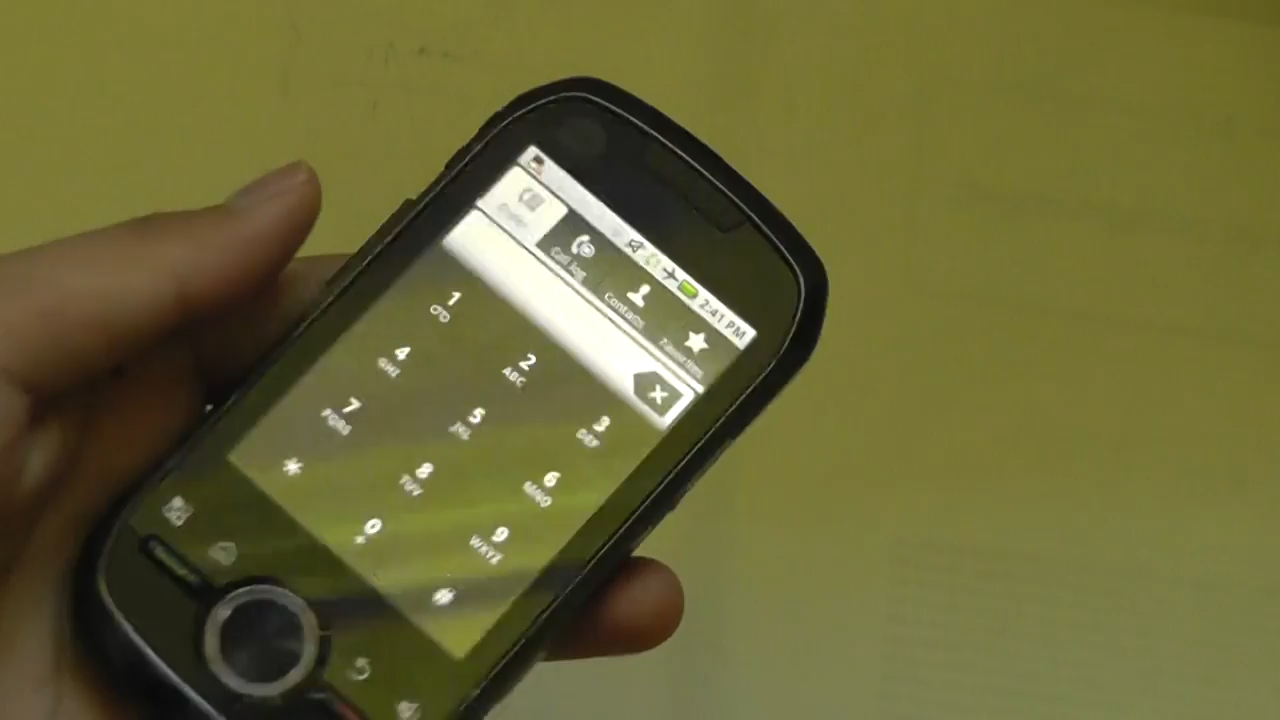 2:41 PM
Call log
Contacts
Favorites
1
2
ABC
3
DEF
4
GHI
5
JKL
6
MNO
7
PQRS
8
TUV
9
WXYZ
*
0
+
#